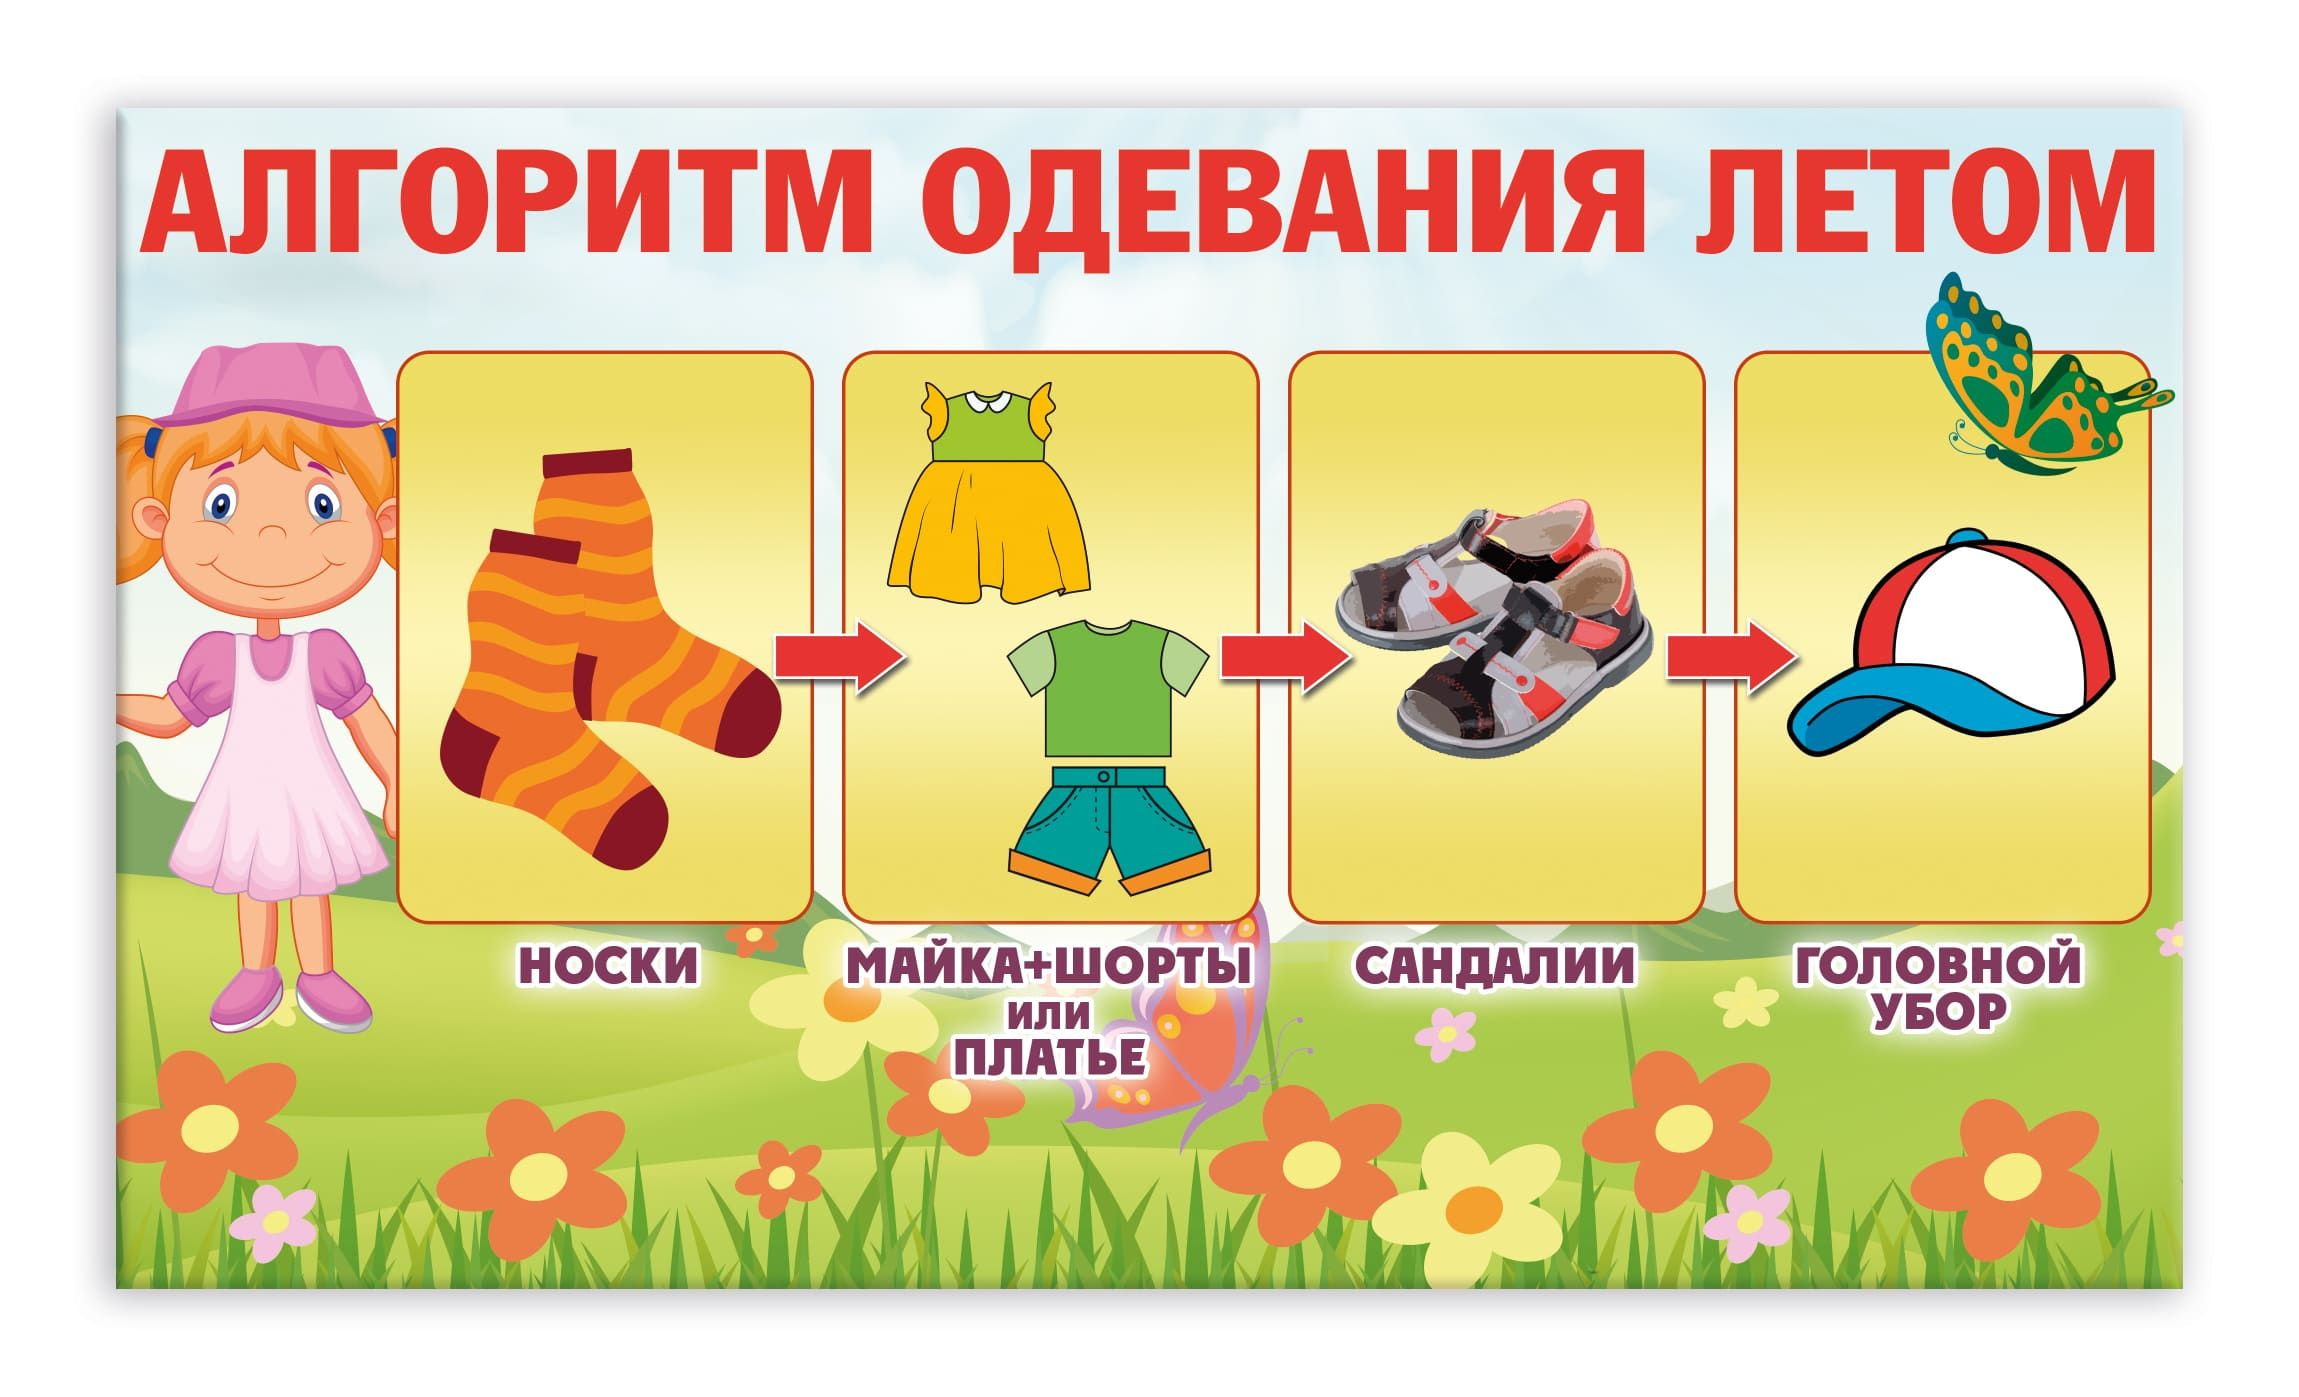 АЛГОРИТМ ОДЕВАНИЯ ЛЕТОМ
НОСКИ
МАЙКА+ШОРТЫ
ИЛИ
ПЛАТЬЕ
САНДАЛИИ
ГОЛОВНОЙ
УБОР